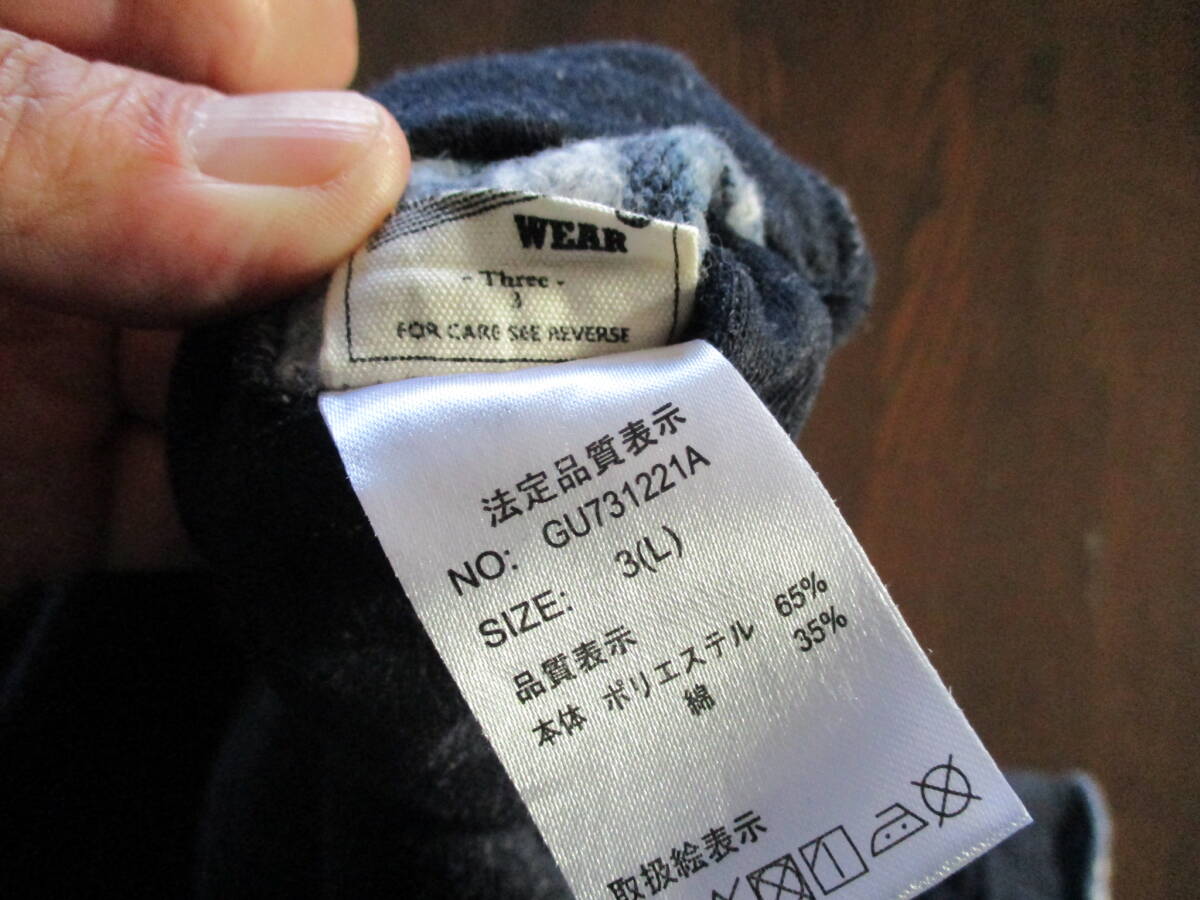 WEAR
- Three -
3
FOR CARE SEE REVERSE
法定品質表示
NO: GU731221A
SIZE: 3(L)
品質表示
本体 ポリエステル 65%
綿 35%
取扱絵表示